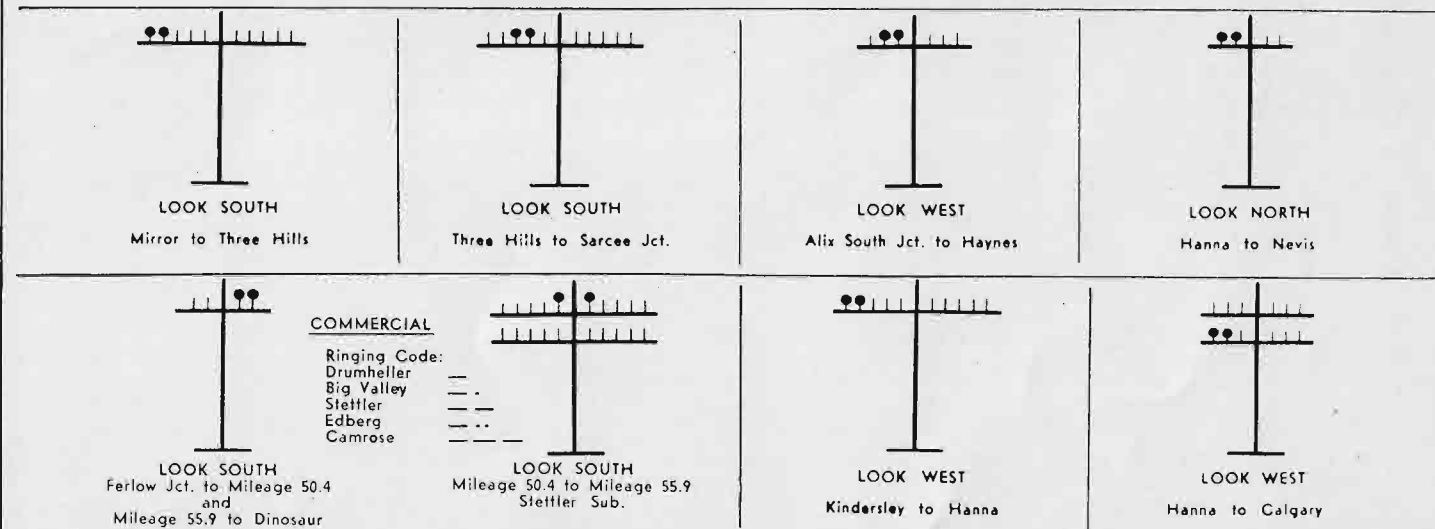 LOOK SOUTH
Mirror to Three Hills
LOOK SOUTH
Three Hills to Sarcee Jct.
LOOK WEST
Alix South Jct. to Haynes
LOOK NORTH
Hanna to Nevis
LOOK SOUTH
Ferlow Jct. to Mileage 50.4
and
Mileage 55.9 to Dinosaur
COMMERCIAL
Ringing Code:
Drumheller —
Big Valley — ·
Stettler — —
Edberg — ··
Camrose — — —
LOOK SOUTH
Mileage 50.4 to Mileage 55.9
Stettler Sub.
LOOK WEST
Kindersley to Hanna
LOOK WEST
Hanna to Calgary